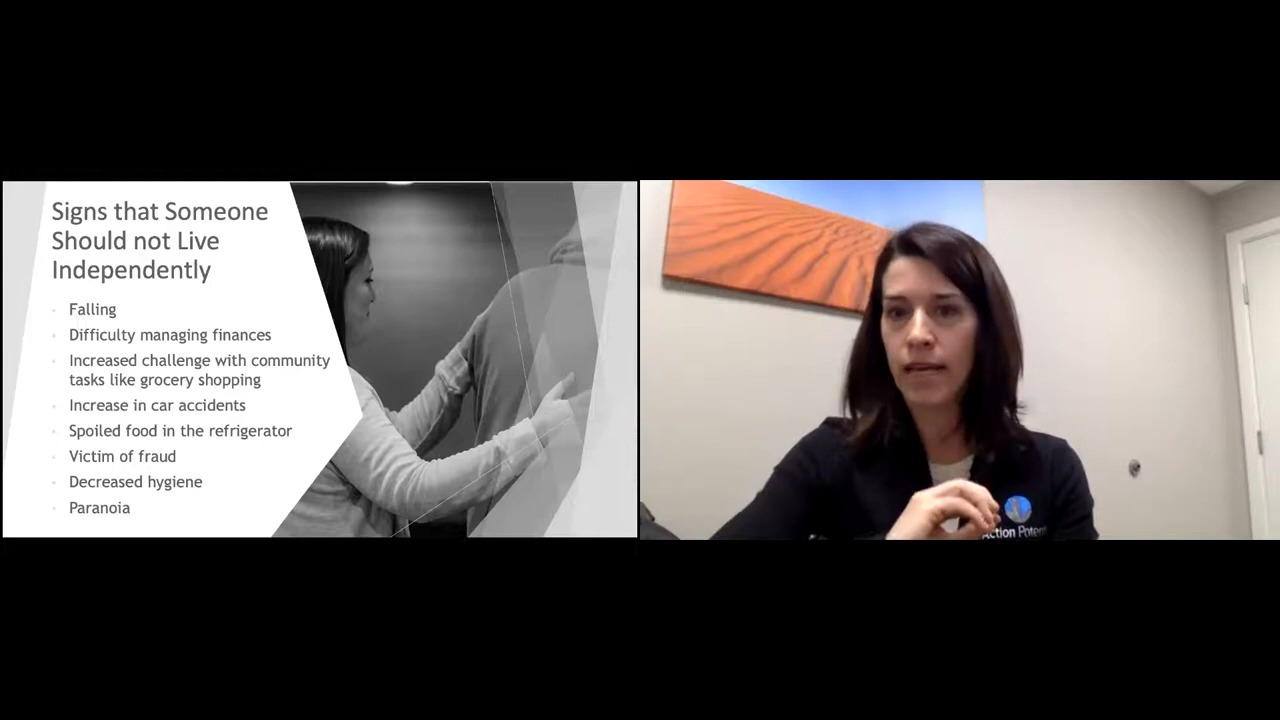 Signs that Someone
Should not Live
Independently
Falling
Difficulty managing finances
Increased challenge with community
tasks like grocery shopping
Increase in car accidents
Spoiled food in the refrigerator
Victim of fraud
Decreased hygiene
Paranoia
Action